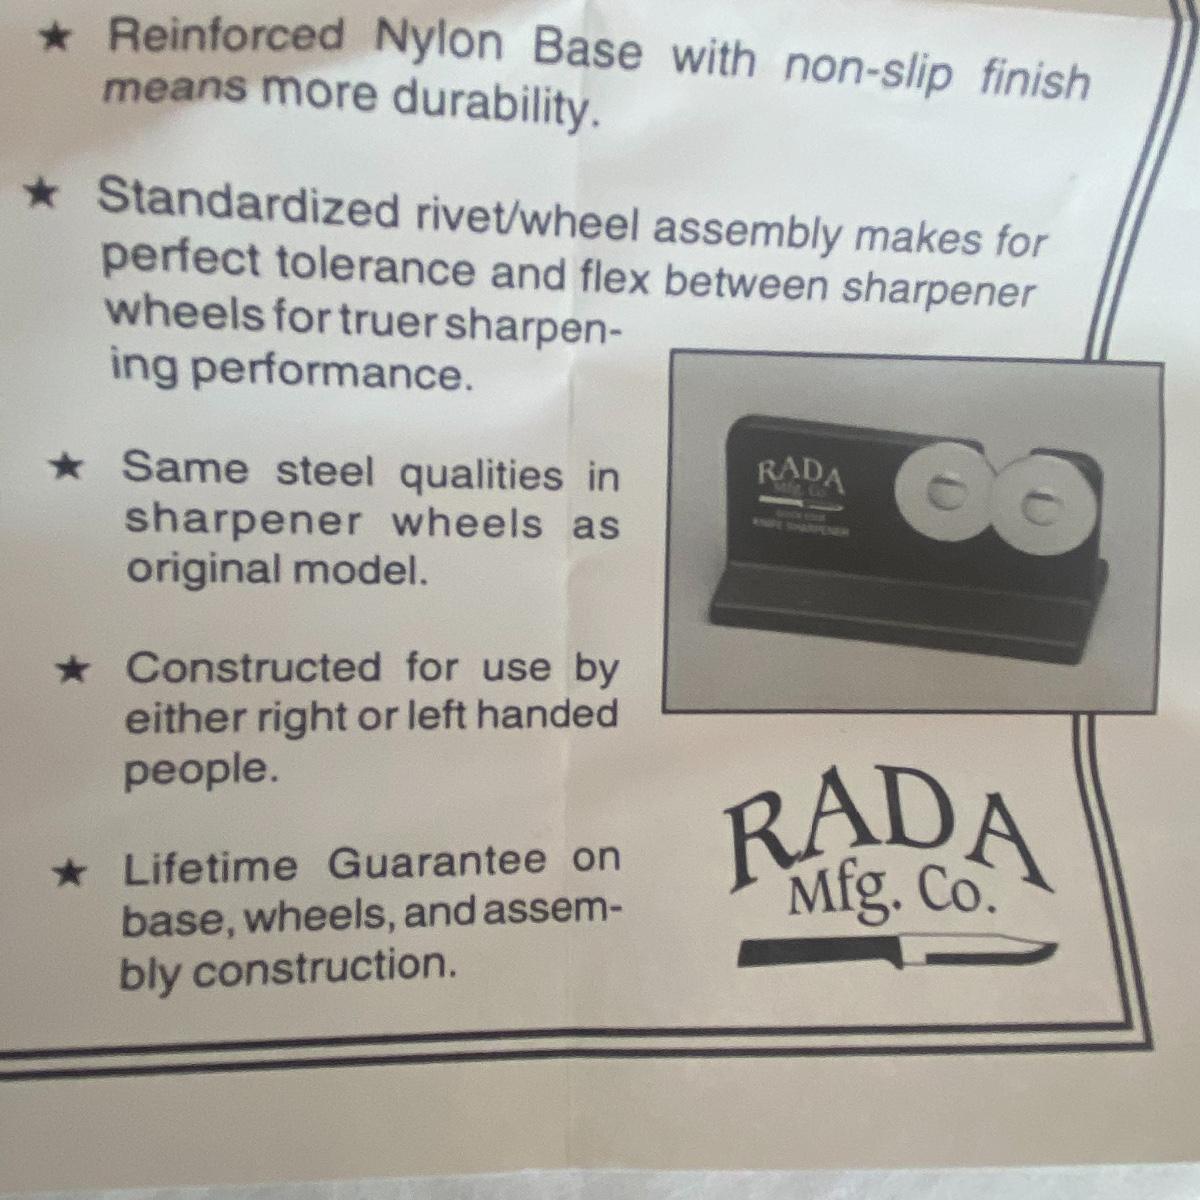 ★ Reinforced Nylon Base with non-slip finish
means more durability.
★ Standardized rivet/wheel assembly makes for
perfect tolerance and flex between sharpener
wheels for truer sharpen-
ing performance.
★ Same steel qualities in
sharpener wheels as
original model.
★ Constructed for use by
either right or left handed
people.
★ Lifetime Guarantee on
base, wheels, and assem-
bly construction.
RADA
Mfg. Co.
KNIFE SHARPENER
RADA
Mfg. Co.